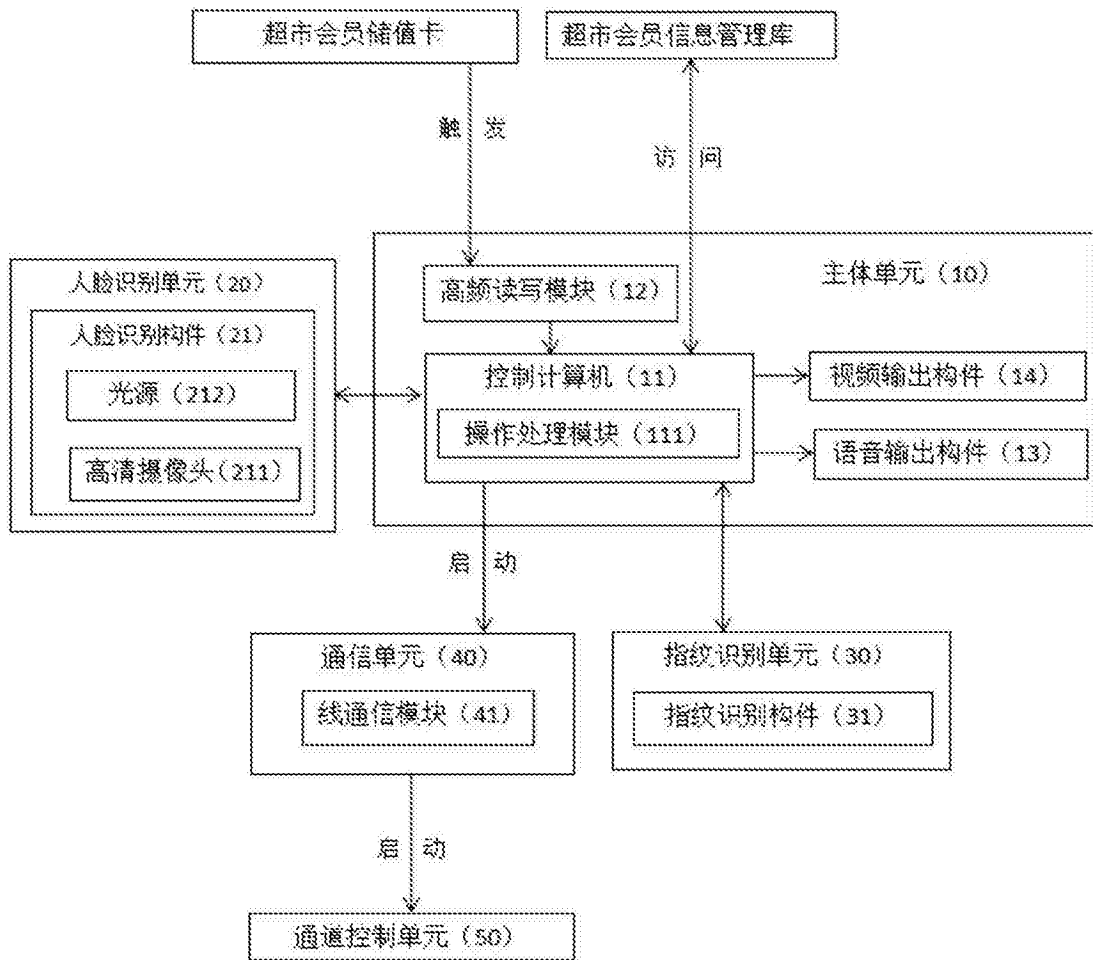 超市会员储值卡
超市会员信息管理库
触 发
访 问
主体单元(10)
高频读写模块(12)
人脸识别单元(20)
人脸识别构件(21)
光源(212)
高清摄像头(211)
控制计算机(11)
操作处理模块(111)
视频输出构件(14)
语音输出构件(13)
启 动
通信单元(40)
线通信模块(41)
指纹识别单元(30)
指纹识别构件(31)
启 动
通道控制单元(50)